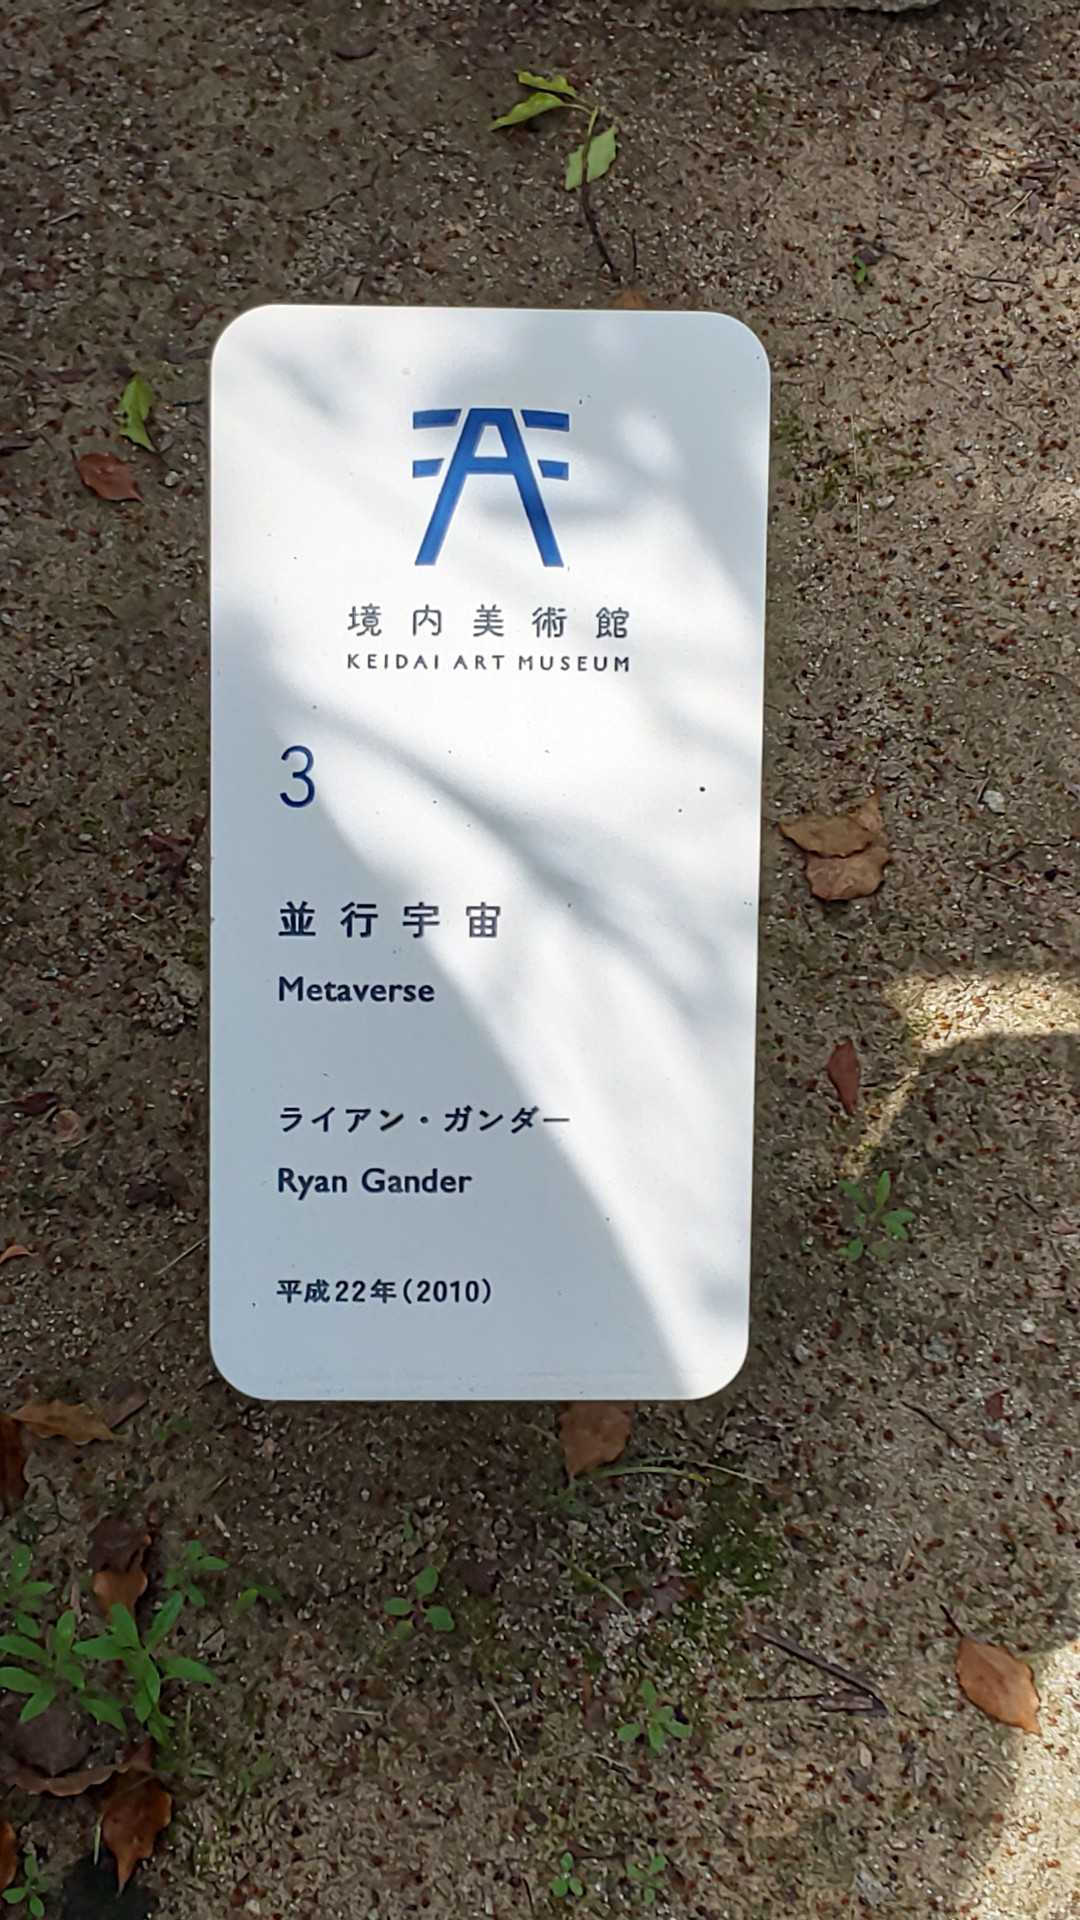 境内美術館
KEIDAI ART MUSEUM
3
並行宇宙
Metaverse
ライアン・ガンダー
Ryan Gander
平成22年(2010)